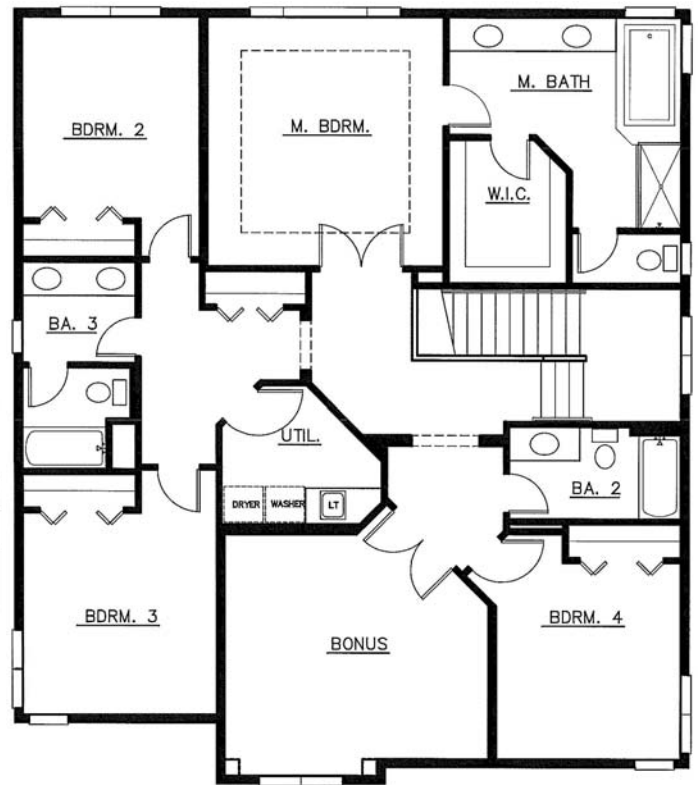 BDRM. 2
M. BDRM.
M. BATH
W.I.C.
BA. 3
UTIL.
DRYER
WASHER
LT
BA. 2
BDRM. 3
BONUS
BDRM. 4